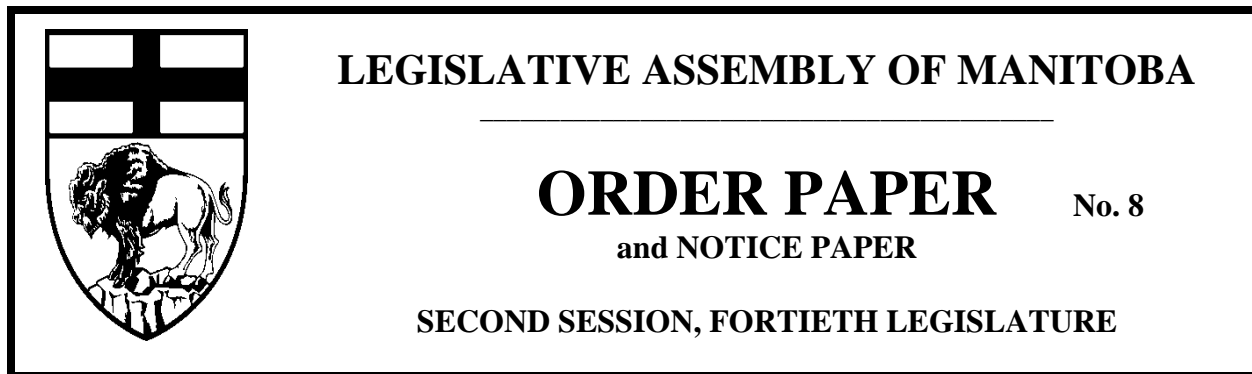 LEGISLATIVE ASSEMBLY OF MANITOBA
ORDER PAPER No. 8
and NOTICE PAPER
SECOND SESSION, FORTIETH LEGISLATURE